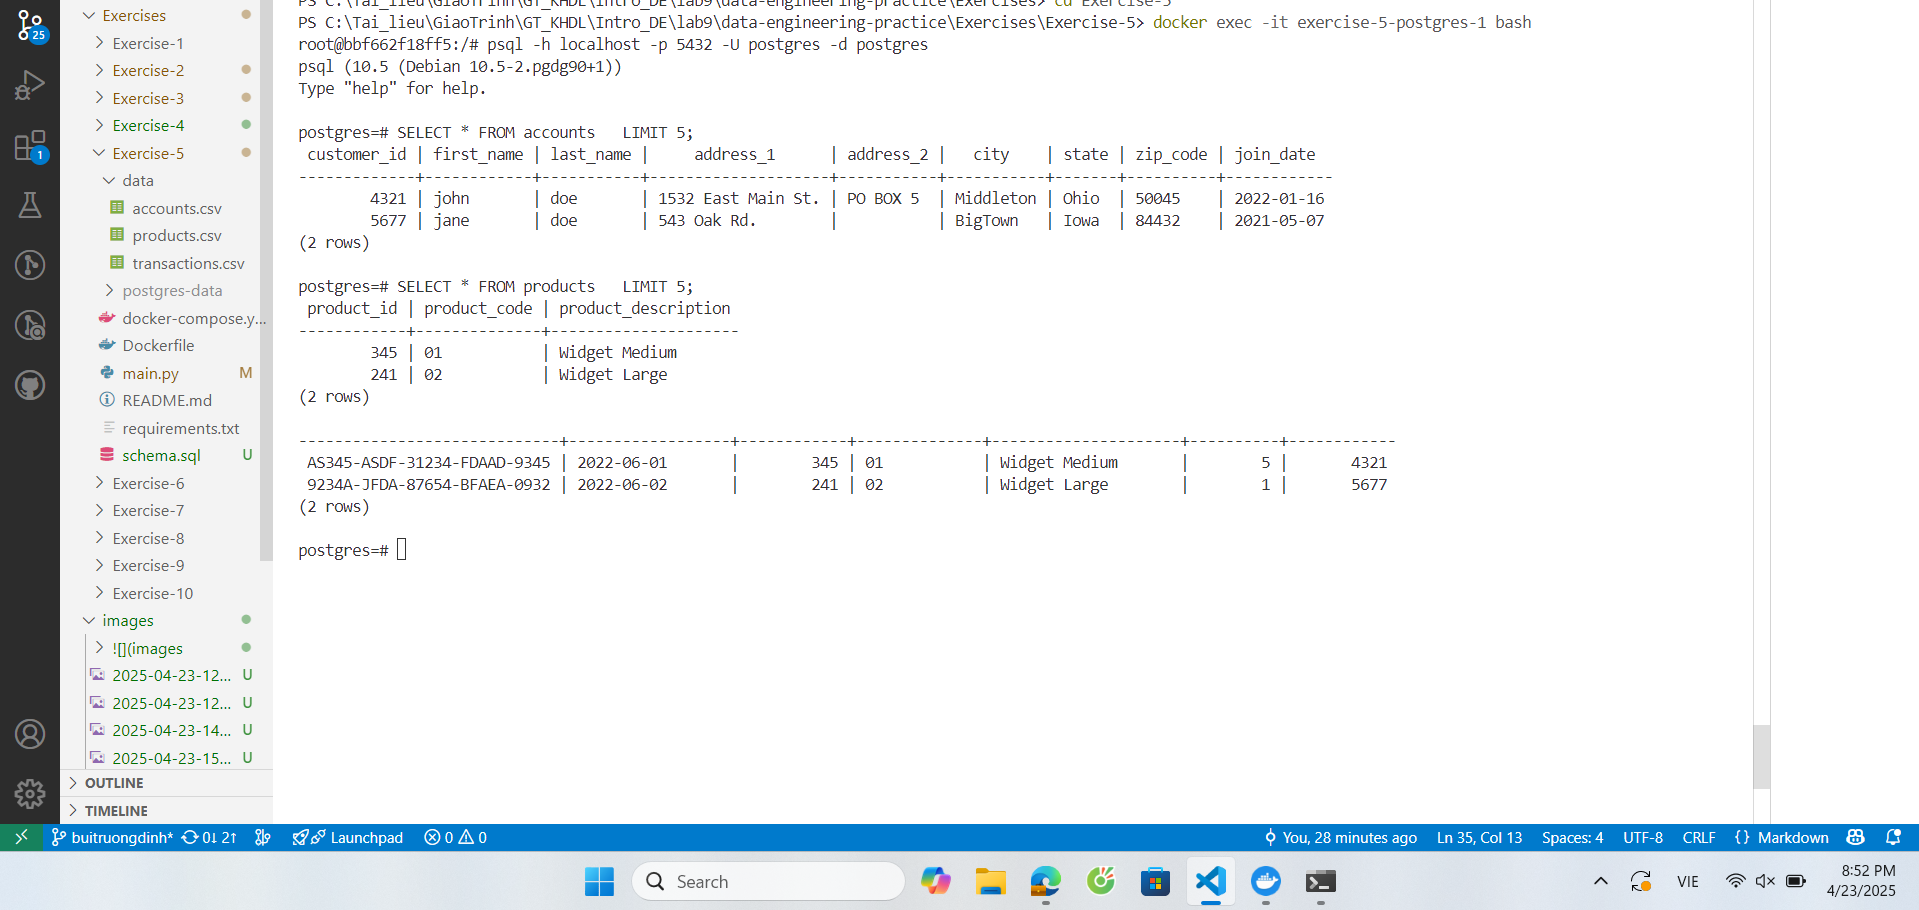 PS C:\Tai_lieu\GiaoTrinh\GT_KHDL\Intro_DE\lab9\data-engineering-practice\Exercises> cd Exercise-5
PS C:\Tai_lieu\GiaoTrinh\GT_KHDL\Intro_DE\lab9\data-engineering-practice\Exercises\Exercise-5> docker exec -it exercise-5-postgres-1 bash
root@bbf662f18ff5:/# psql -h localhost -p 5432 -U postgres -d postgres
psql (10.5 (Debian 10.5-2.pgdg90+1))
Type "help" for help.
postgres=# SELECT * FROM accounts   LIMIT 5;
 customer_id | first_name | last_name |     address_1      | address_2 |   city    | state | zip_code | join_date
-------------+------------+-----------+--------------------+-----------+-----------+-------+----------+------------
        4321 | john       | doe       | 1532 East Main St. | PO BOX 5  | Middleton | Ohio  | 50045    | 2022-01-16
        5677 | jane       | doe       | 543 Oak Rd.        |           | BigTown   | Iowa  | 84432    | 2021-05-07
(2 rows)
postgres=# SELECT * FROM products   LIMIT 5;
 product_id | product_code | product_description
------------+--------------+---------------------
        345 | 01           | Widget Medium
        241 | 02           | Widget Large
(2 rows)
-----------------------------+------------------+------------+--------------+---------------------+----------+------------
 AS345-ASDF-31234-FDAAD-9345 | 2022-06-01       |        345 | 01           | Widget Medium       |        5 |       4321
 9234A-JFDA-87654-BFAEA-0932 | 2022-06-02       |        241 | 02           | Widget Large        |        1 |       5677
(2 rows)
postgres=#
25
1
Exercises
Exercise-1
Exercise-2
Exercise-3
Exercise-4
Exercise-5
data
accounts.csv
products.csv
transactions.csv
postgres-data
docker-compose.y...
Dockerfile
main.py M
README.md
requirements.txt
schema.sql U
Exercise-6
Exercise-7
Exercise-8
Exercise-9
Exercise-10
images
![](images
2025-04-23-12... U
2025-04-23-12... U
2025-04-23-14... U
2025-04-23-15... U
OUTLINE
TIMELINE
buitruongdinh* 0↓ 2↑ Launchpad 0 0 You, 28 minutes ago Ln 35, Col 13 Spaces: 4 UTF-8 CRLF {} Markdown
Search VIE 8:52 PM
4/23/2025